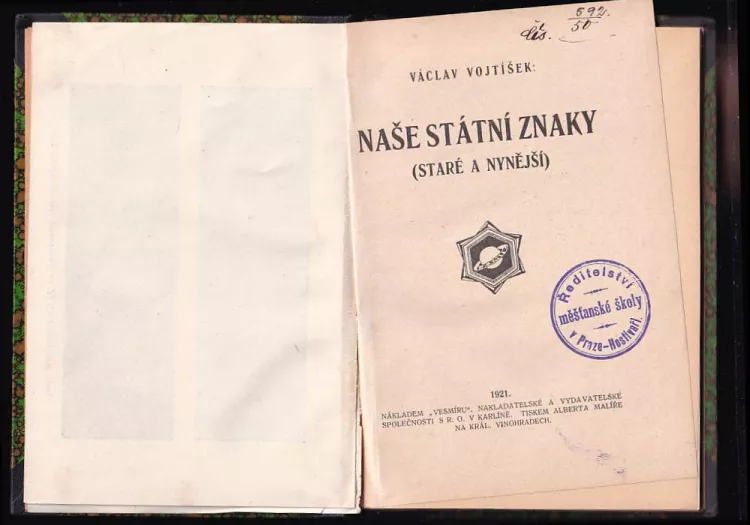 čís. 592.
50
VÁCLAV VOJTÍŠEK:
NAŠE STÁTNÍ ZNAKY
(STARÉ A NYNĚJŠÍ)
Ředitelství
měšťanské školy
v Praze-Hostivaři.
1921.
NÁKLADEM „VESMÍRU“, NAKLADATELSKÉ A VYDAVATELSKÉ
SPOLEČNOSTI S R. O. V KARLÍNĚ. TISKEM ALBERTA MALÍŘE
NA KRÁL. VINOHRADECH.